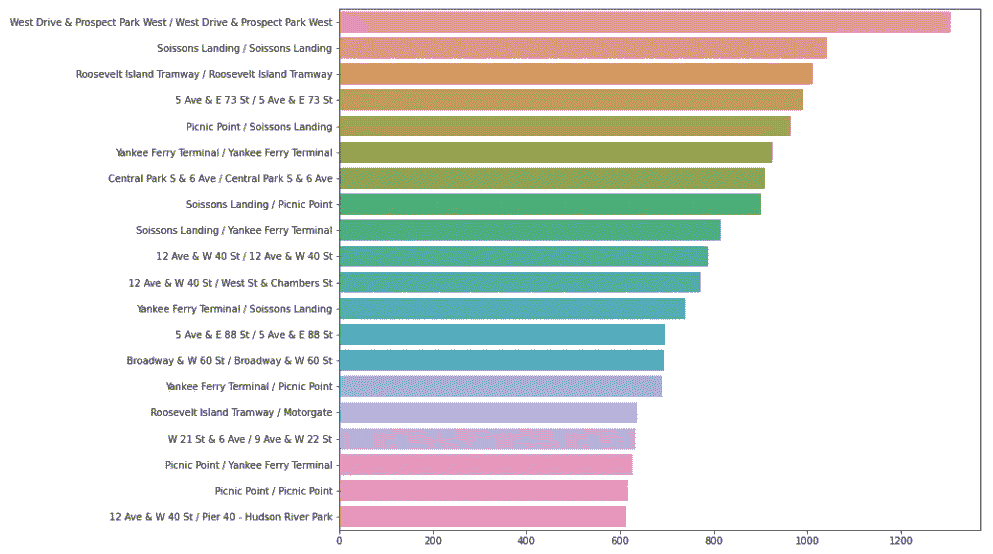 West Drive & Prospect Park West / West Drive & Prospect Park West
Soissons Landing / Soissons Landing
Roosevelt Island Tramway / Roosevelt Island Tramway
5 Ave & E 73 St / 5 Ave & E 73 St
Picnic Point / Soissons Landing
Yankee Ferry Terminal / Yankee Ferry Terminal
Central Park S & 6 Ave / Central Park S & 6 Ave
Soissons Landing / Picnic Point
Soissons Landing / Yankee Ferry Terminal
12 Ave & W 40 St / 12 Ave & W 40 St
12 Ave & W 40 St / West St & Chambers St
Yankee Ferry Terminal / Soissons Landing
5 Ave & E 88 St / 5 Ave & E 88 St
Broadway & W 60 St / Broadway & W 60 St
Yankee Ferry Terminal / Picnic Point
Roosevelt Island Tramway / Motorgate
W 21 St & 6 Ave / 9 Ave & W 22 St
Picnic Point / Yankee Ferry Terminal
Picnic Point / Picnic Point
12 Ave & W 40 St / Pier 40 - Hudson River Park
0 200 400 600 800 1000 1200